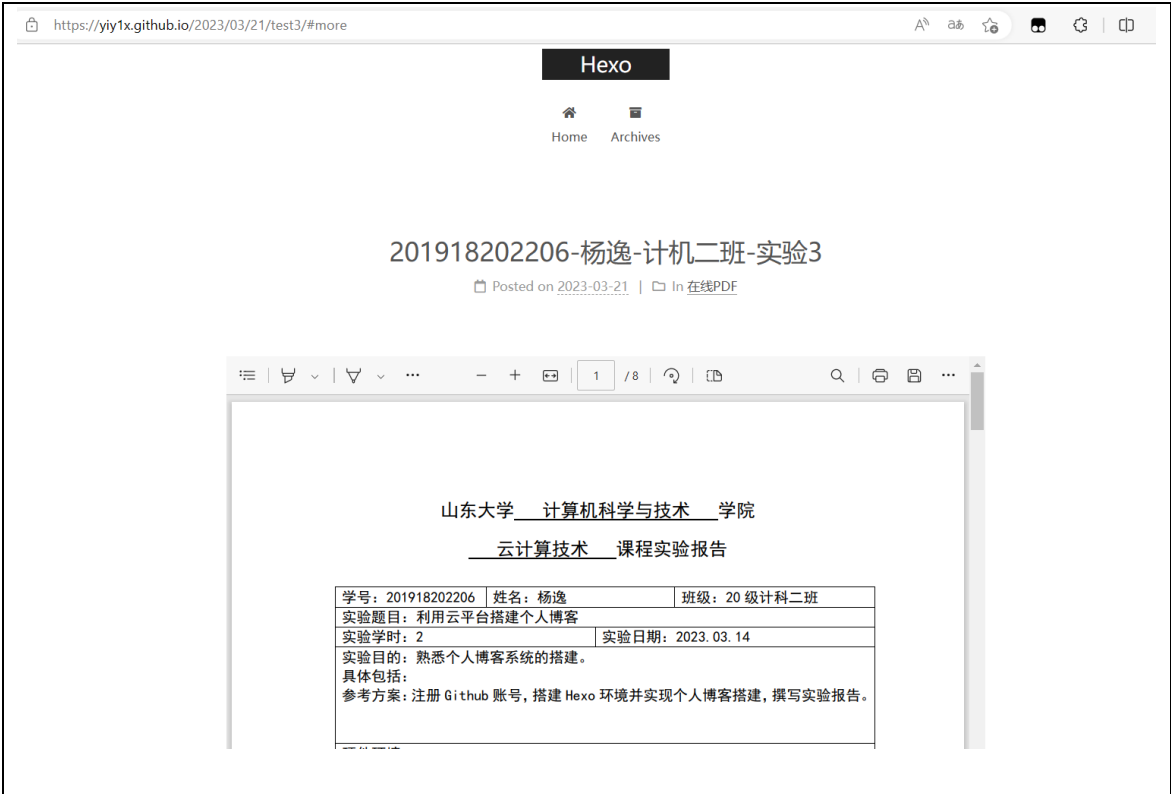 https://yiy1x.github.io/2023/03/21/test3/#more
Hexo
Home Archives
201918202206-杨逸-计机二班-实验3
Posted on 2023-03-21 | In 在线PDF
1 / 8
山东大学 计算机科学与技术 学院
云计算技术 课程实验报告
学号：201918202206 姓名：杨逸 班级：20级计科二班
实验题目：利用云平台搭建个人博客
实验学时：2 实验日期：2023.03.14
实验目的：熟悉个人博客系统的搭建。
具体包括：
参考方案：注册 Github 账号，搭建 Hexo 环境并实现个人博客搭建，撰写实验报告。